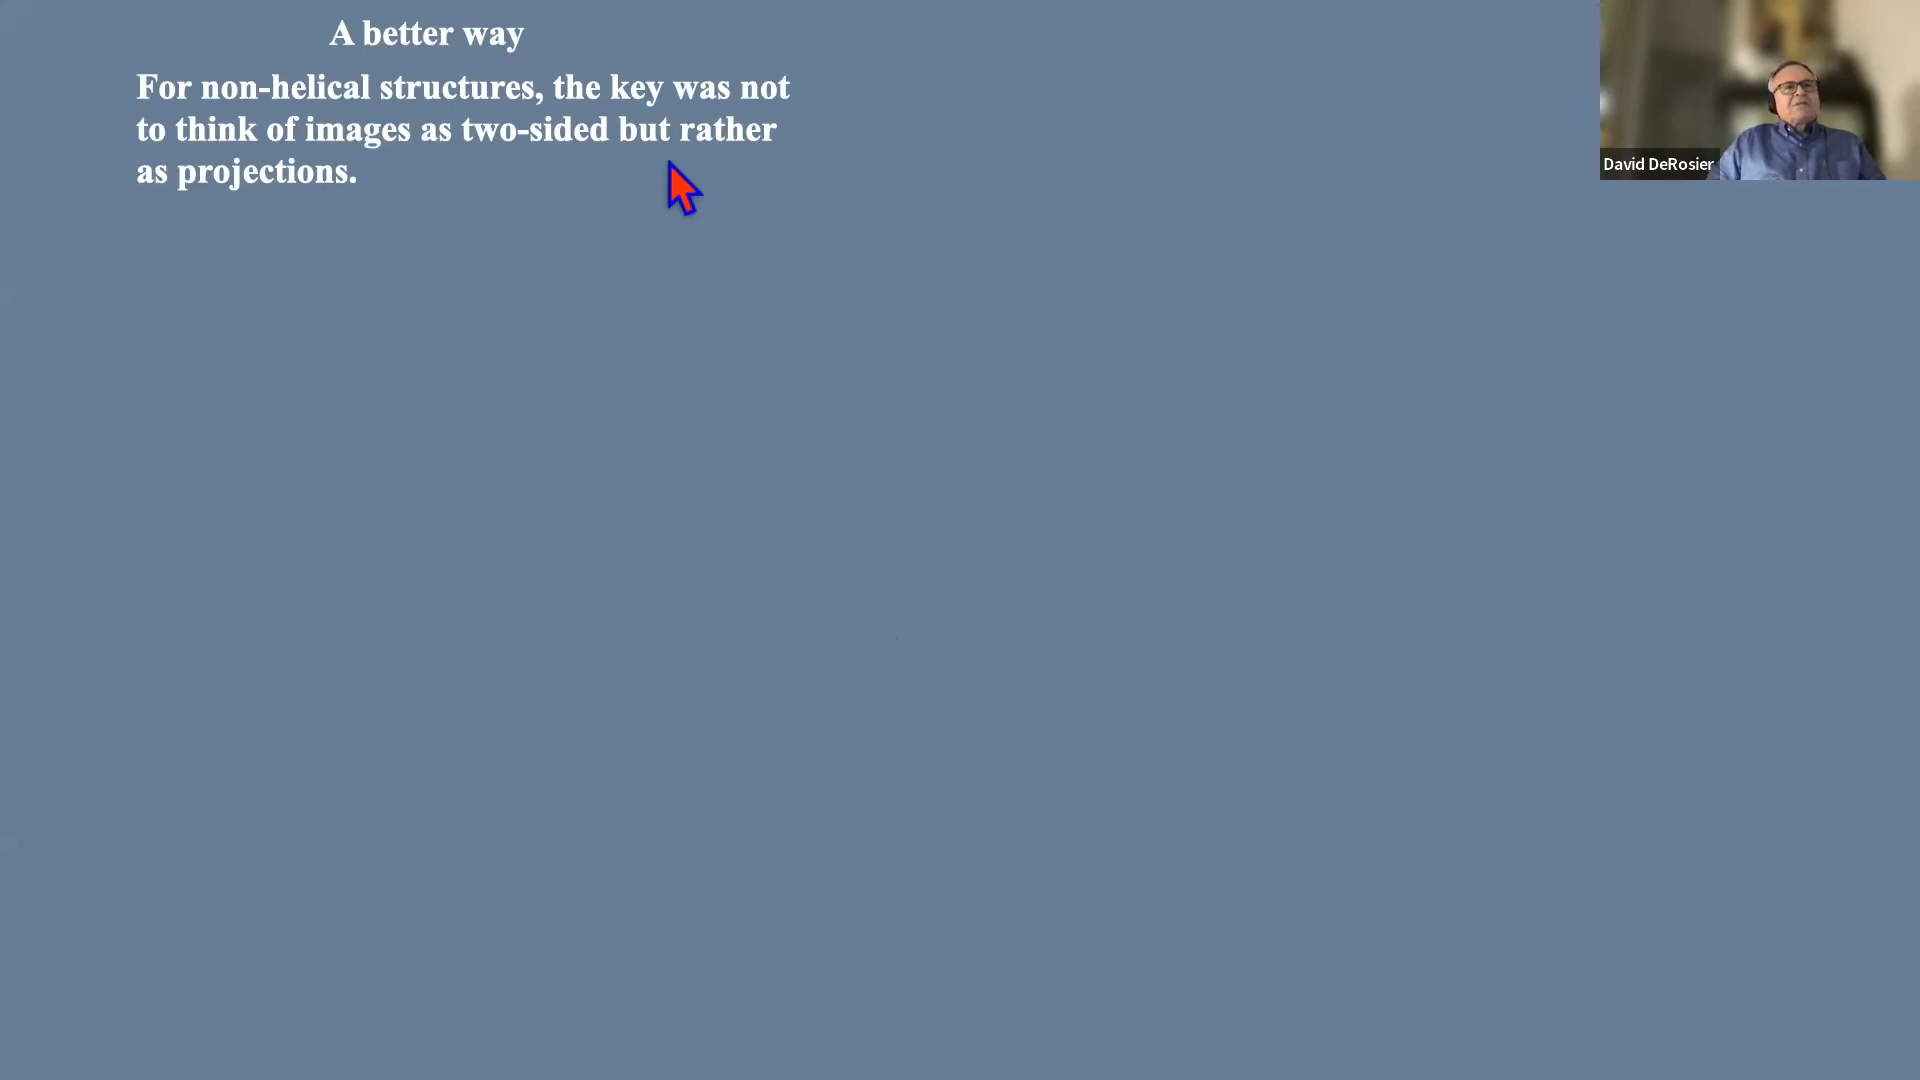 A better way
For non-helical structures, the key was not
to think of images as two-sided but rather
as projections.
David DeRosier